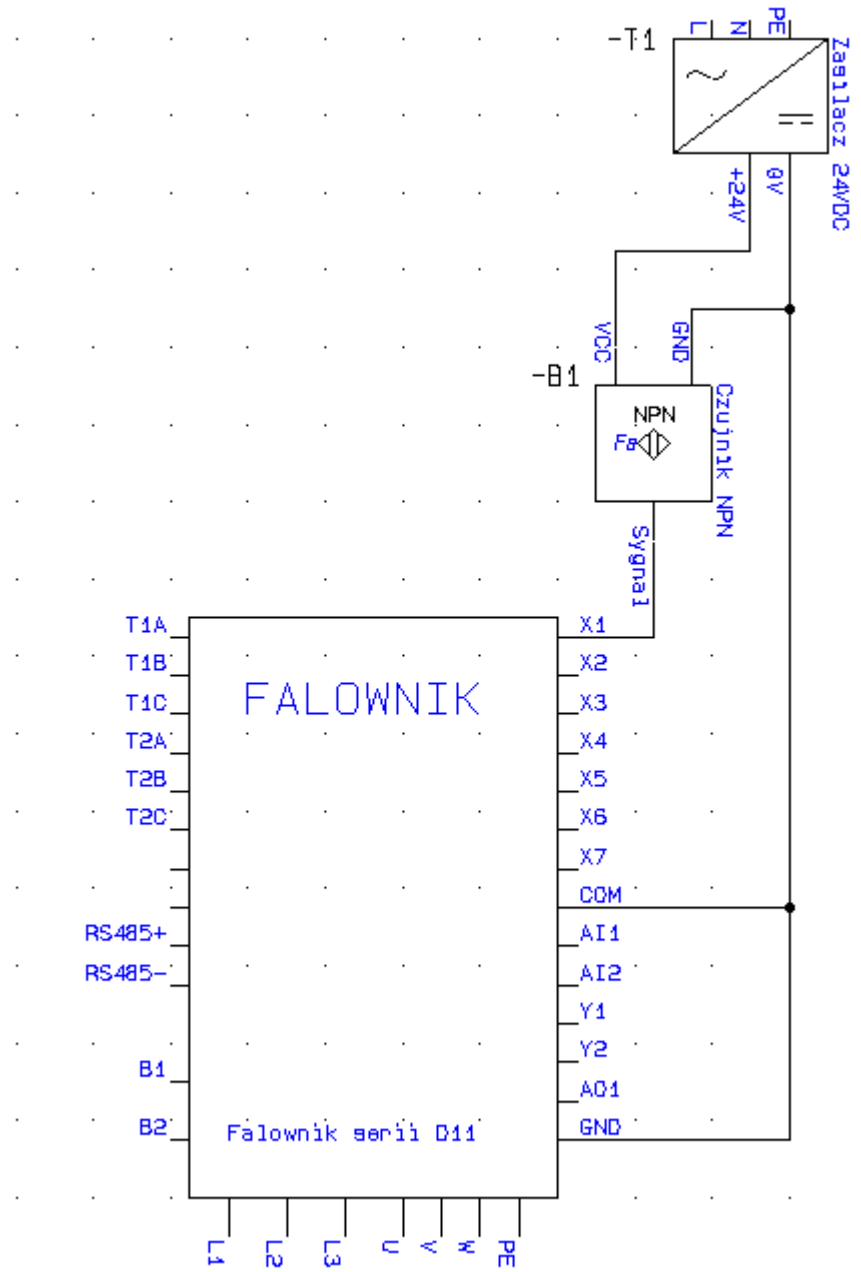 -T1
L
N
PE
Zasilacz 24VDC
+24V
0V
VCC
GND
-B1
NPN
Fe
Czujnik NPN
Sygnal
T1A
T1B
T1C
T2A
T2B
T2C
RS485+
RS485-
B1
B2
FALOWNIK
Falownik serii D11
X1
X2
X3
X4
X5
X6
X7
COM
AI1
AI2
Y1
Y2
AO1
GND
L1
L2
L3
U
V
W
PE